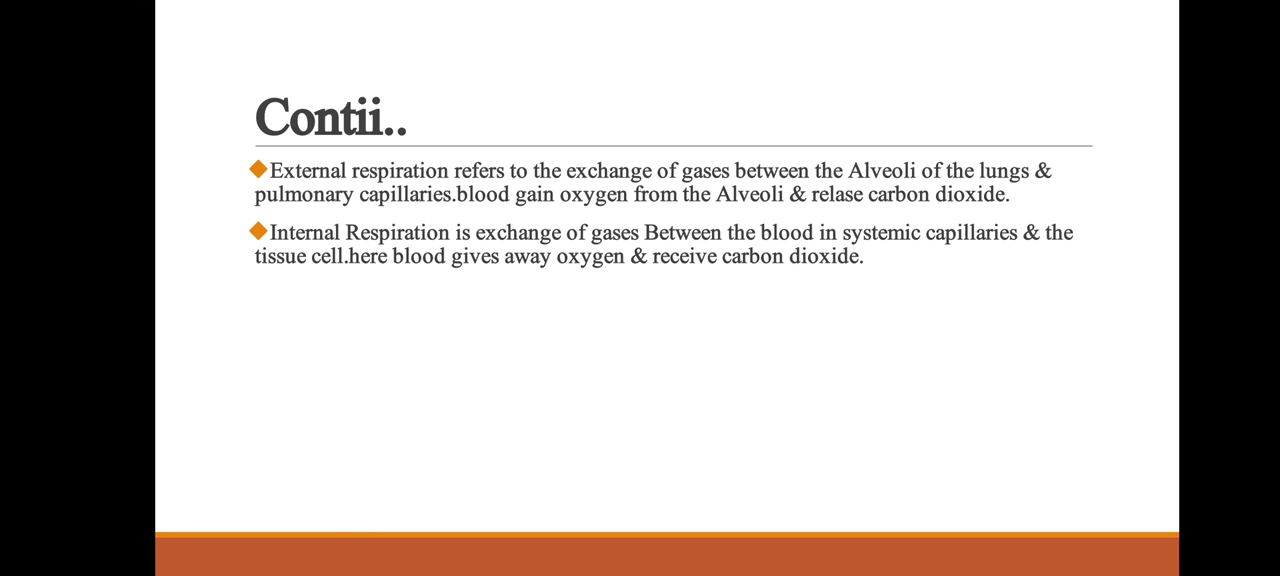 Contii..
External respiration refers to the exchange of gases between the Alveoli of the lungs &
pulmonary capillaries.blood gain oxygen from the Alveoli & relase carbon dioxide.
Internal Respiration is exchange of gases Between the blood in systemic capillaries & the
tissue cell.here blood gives away oxygen & receive carbon dioxide.